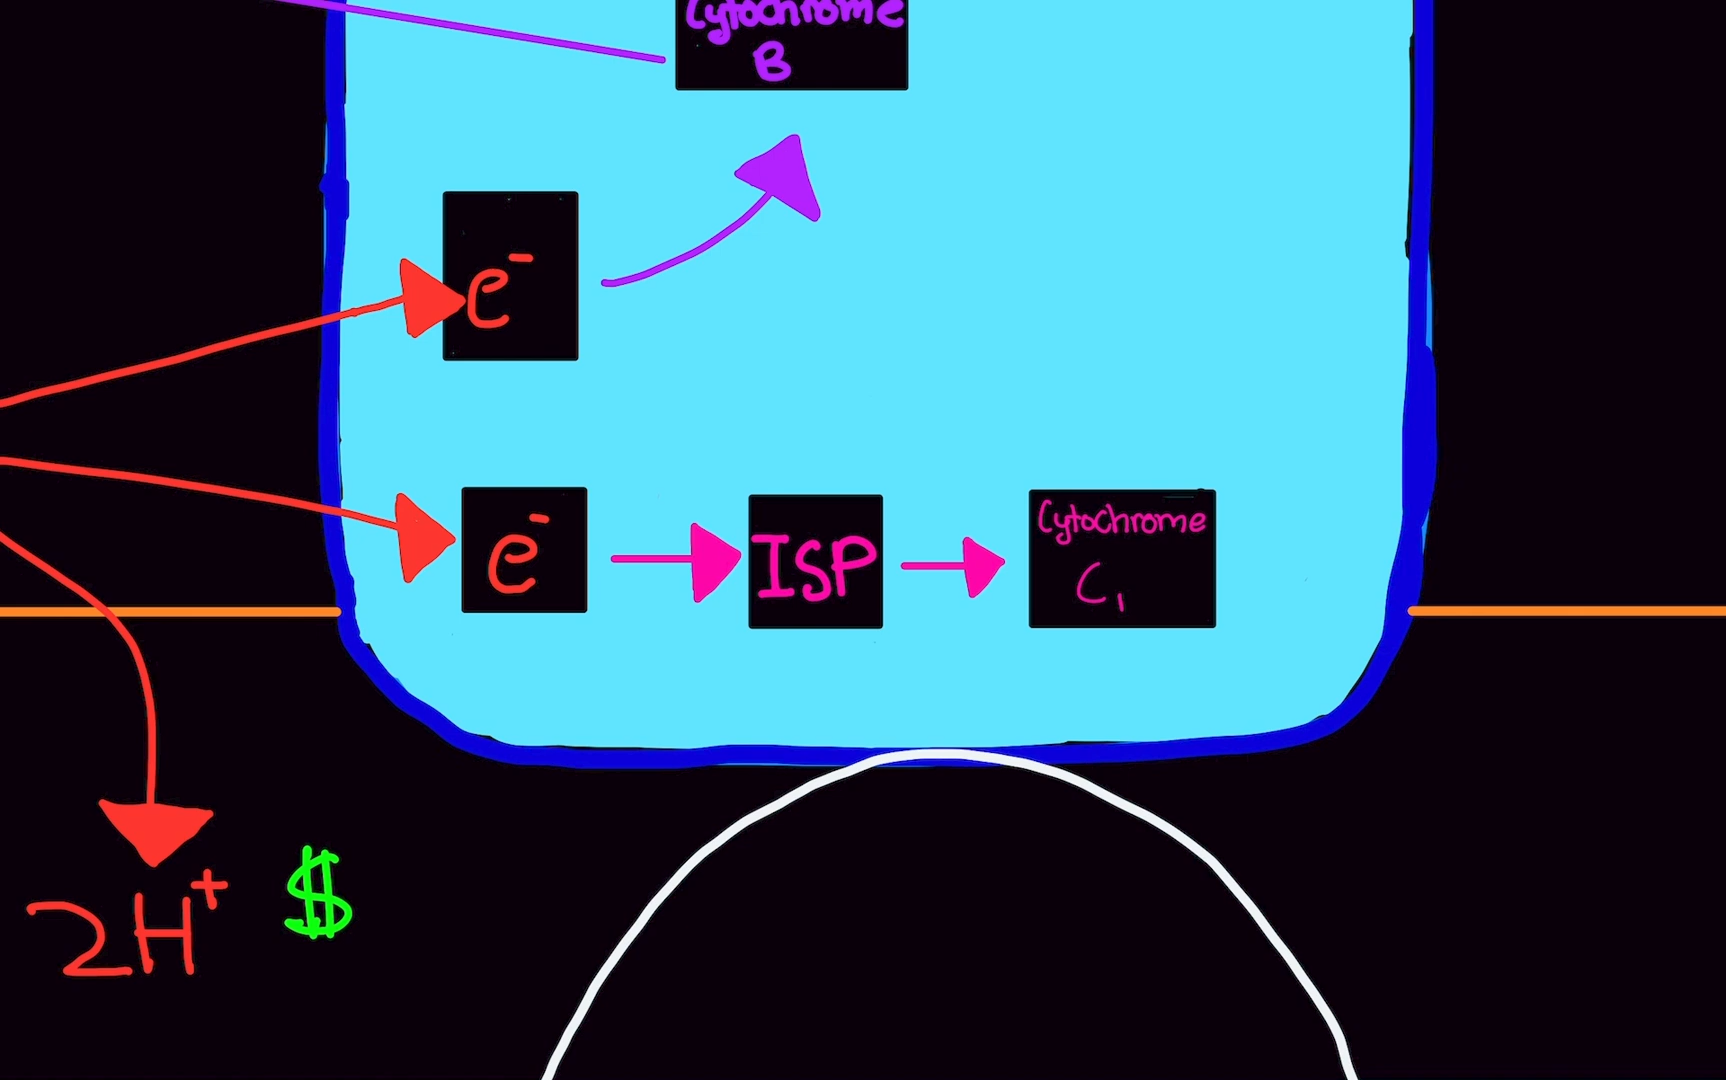 Cytochrome
B
e⁻
e⁻
ISP
Cytochrome
C₁
2H⁺ $